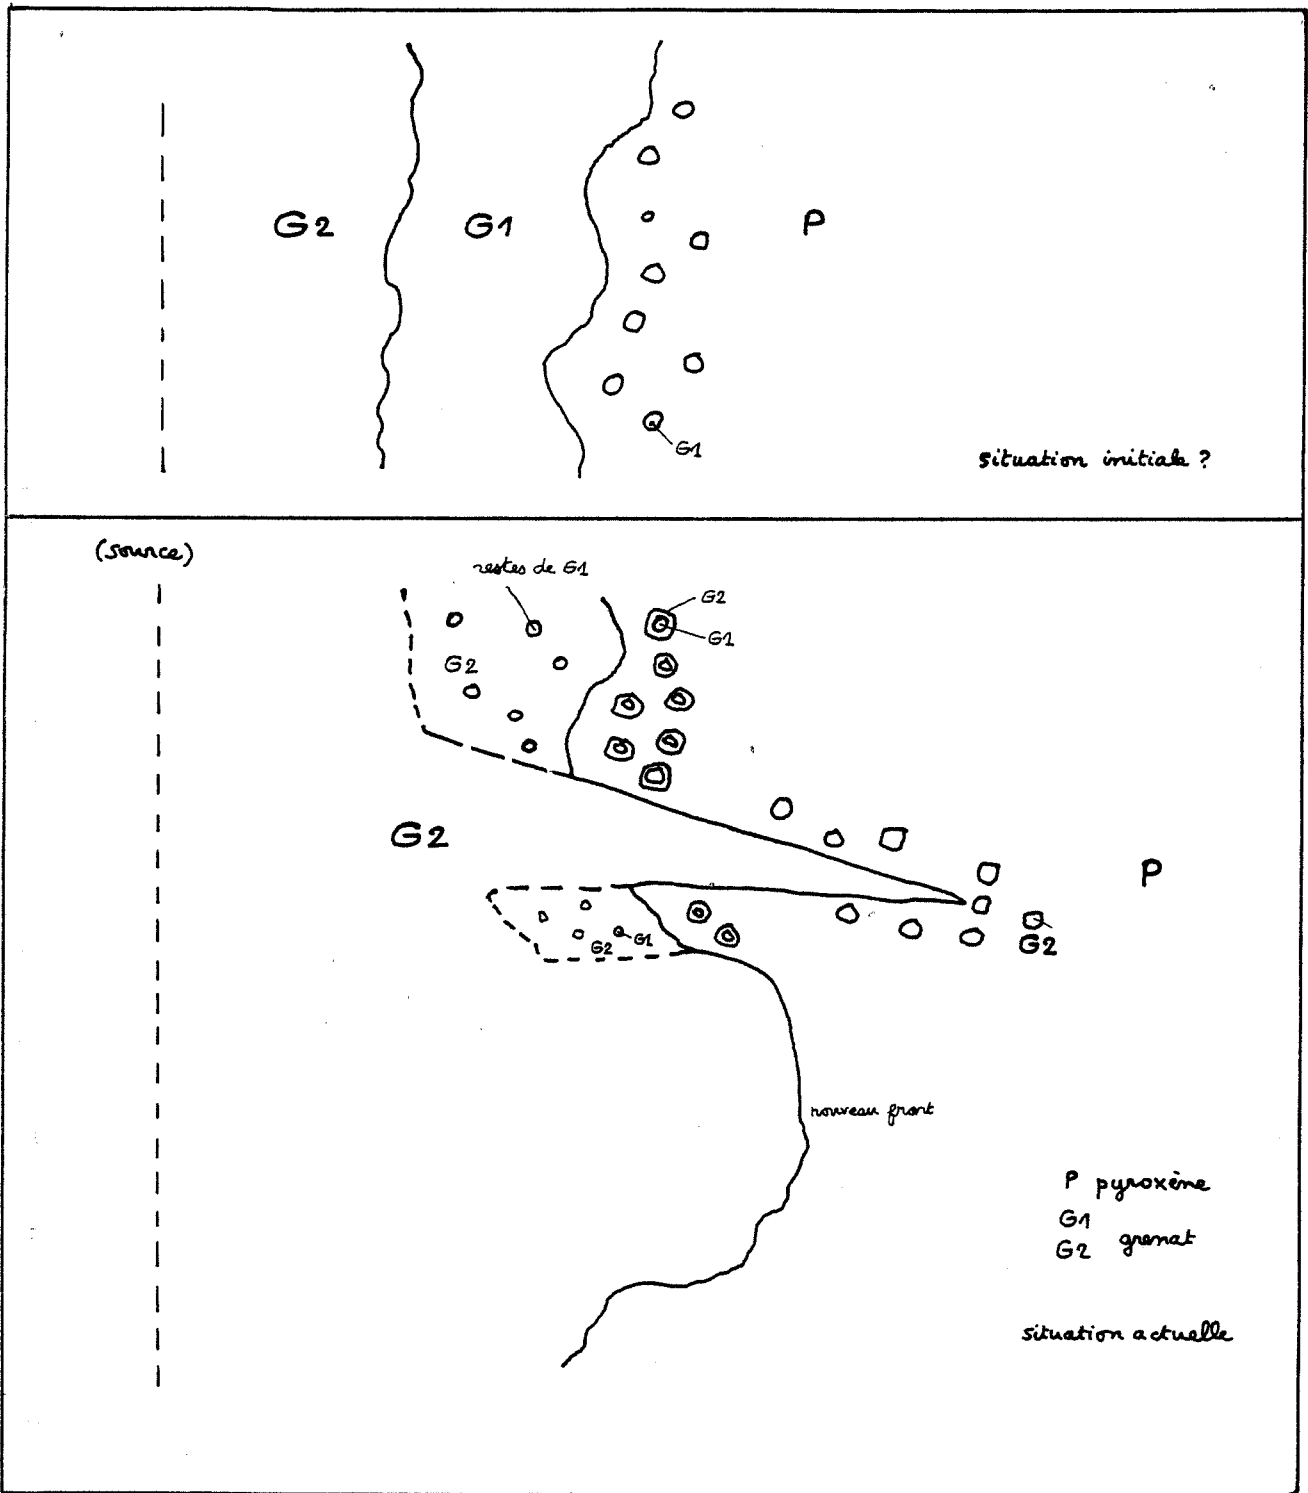 G2 G1 P
G1
situation initiale ?
(source)
restes de G1
G2
G1
G2
G2
P
G2
G2 G1
nouveau front
P pyroxène
G1
G2 grenat
situation actuelle